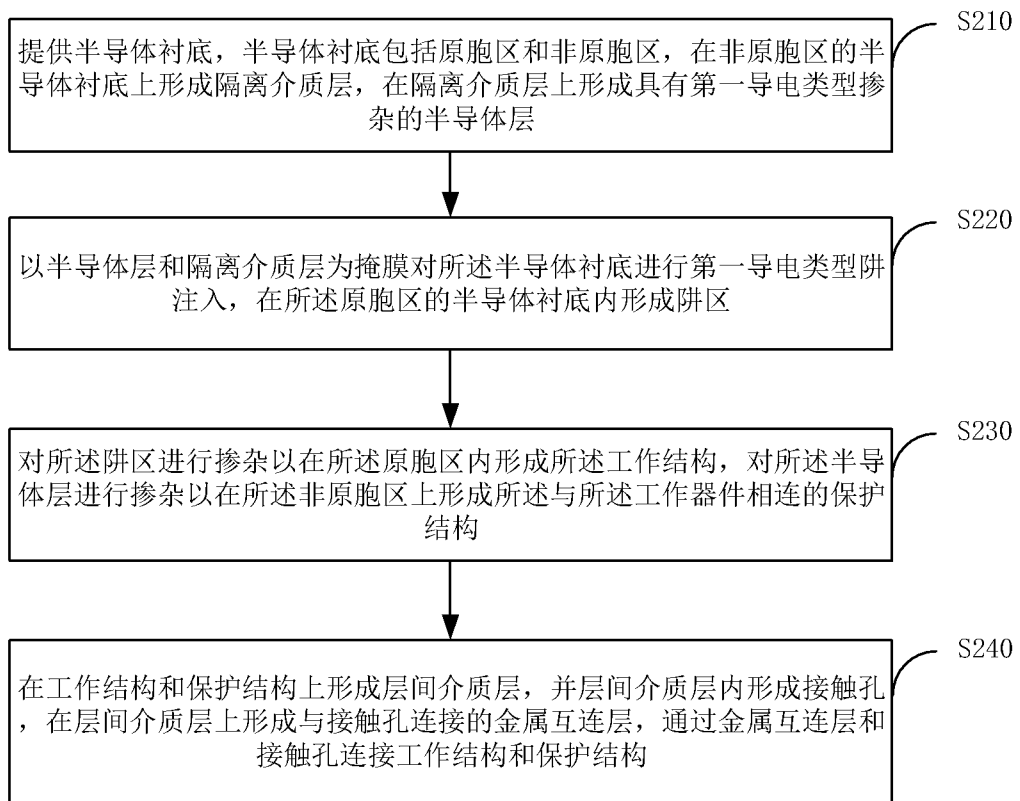 S210
提供半导体衬底，半导体衬底包括原胞区和非原胞区，在非原胞区的半
导体衬底上形成隔离介质层，在隔离介质层上形成具有第一导电类型掺
杂的半导体层
S220
以半导体层和隔离介质层为掩膜对所述半导体衬底进行第一导电类型阱
注入，在所述原胞区的半导体衬底内形成阱区
S230
对所述阱区进行掺杂以在所述原胞区内形成所述工作结构，对所述半导
体层进行掺杂以在所述非原胞区上形成所述与所述工作器件相连的保护
结构
S240
在工作结构和保护结构上形成层间介质层，并层间介质层内形成接触孔
，在层间介质层上形成与接触孔连接的金属互连层，通过金属互连层和
接触孔连接工作结构和保护结构